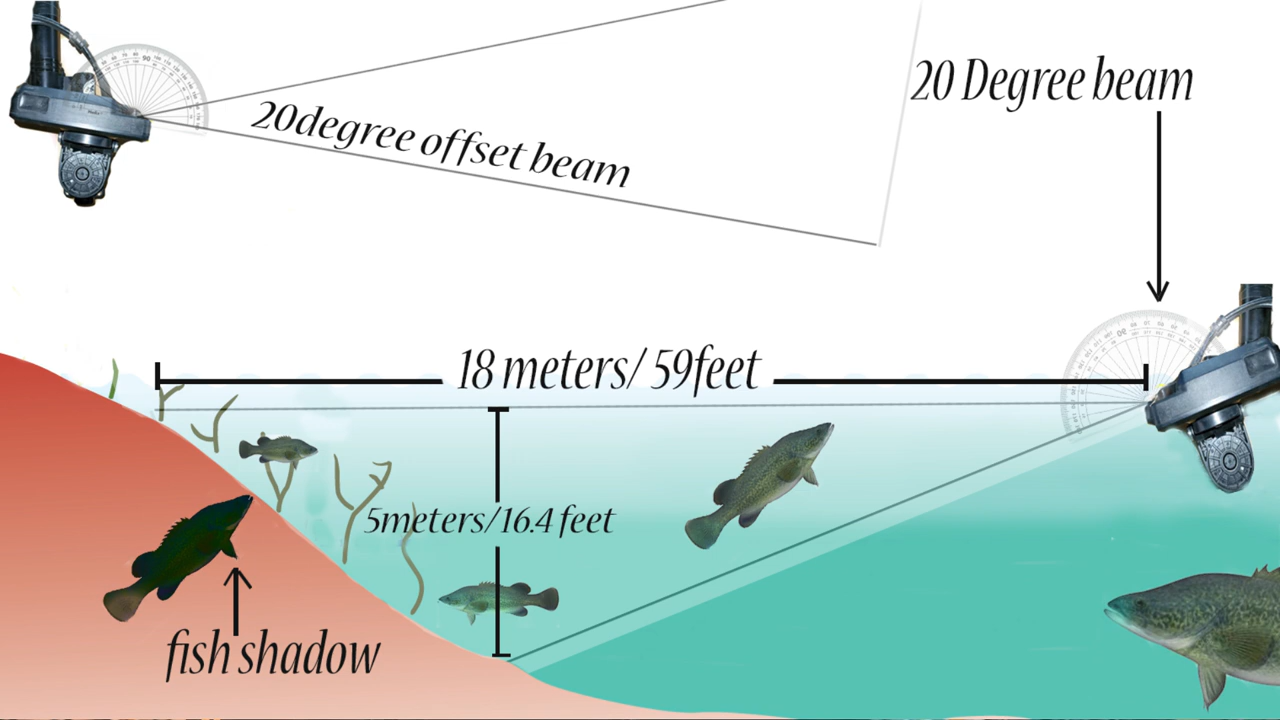 20 Degree beam
20degree offset beam
18 meters/ 59feet
5meters/16.4 feet
fish shadow